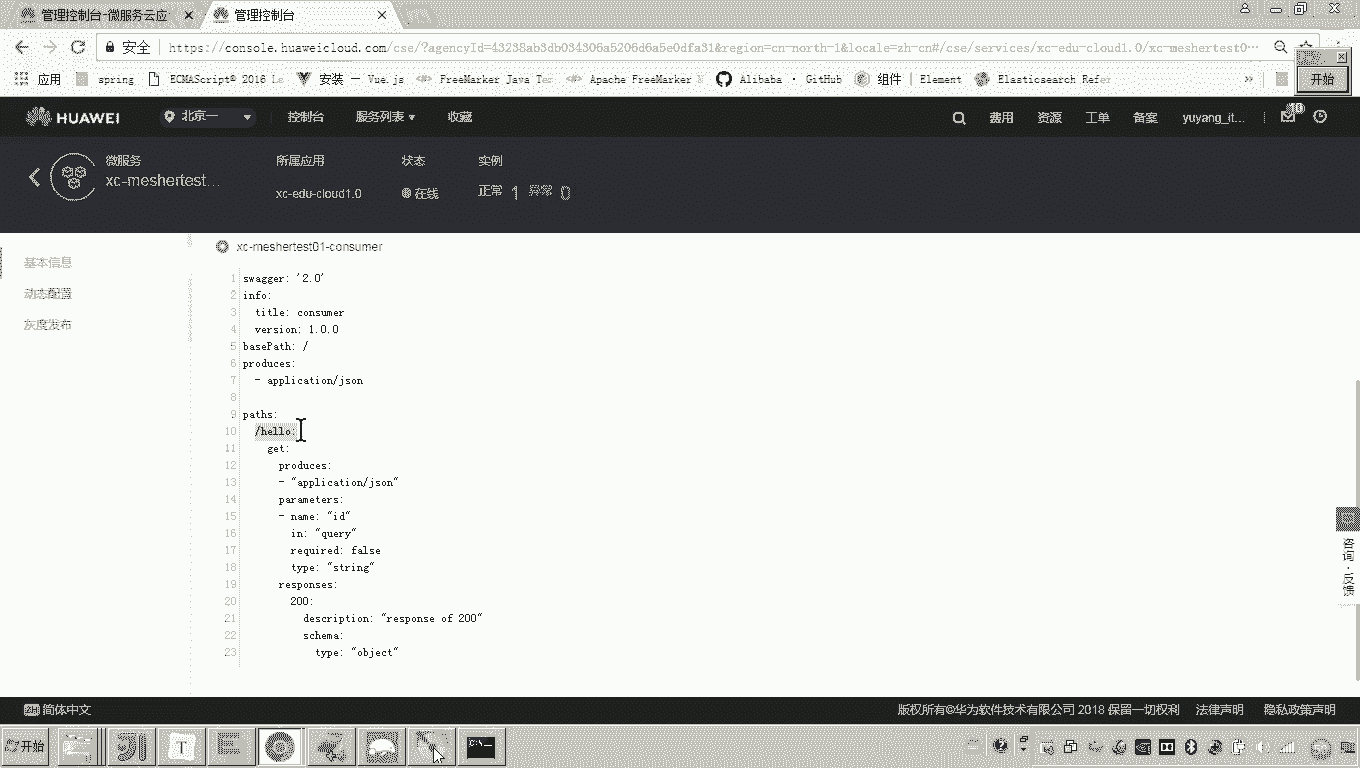 管理控制台-微服务云应
管理控制台
安全
https://console.huaweicloud.com/cse/?agencyId=43235ab3db034306a5206d6a5e0dfa31&region=cn-north-1&locale=zh-cn#/cse/services/xc-edu-cloud1.0/xc-meshertest0…
应用 spring ECMAScript® 2016 Le 安装 — Vue.js FreeMarker Java Ter Apache FreeMarker Alibaba · GitHub 组件 | Element Elasticsearch Refer »
开始
HUAWEI 北京一 控制台 服务列表 收藏 费用 资源 工单 备案 yuyang_it... 10
微服务 所属应用 状态 实例
xc-meshertest... xc-edu-cloud1.0 在线 正常 1 异常 0
基本信息
动态配置
灰度发布
xc-meshertest01-consumer
1 swagger: '2.0'
2 info:
3 title: consumer
4 version: 1.0.0
5 basePath: /
6 produces:
7 - application/json
8
9 paths:
10 /hello:
11 get:
12 produces:
13 - "application/json"
14 parameters:
15 - name: "id"
16 in: "query"
17 required: false
18 type: "string"
19 responses:
20 200:
21 description: "response of 200"
22 schema:
23 type: "object"
咨询·反馈
简体中文 版权所有©华为软件技术有限公司 2018 保留一切权利 法律声明 隐私政策声明
开始